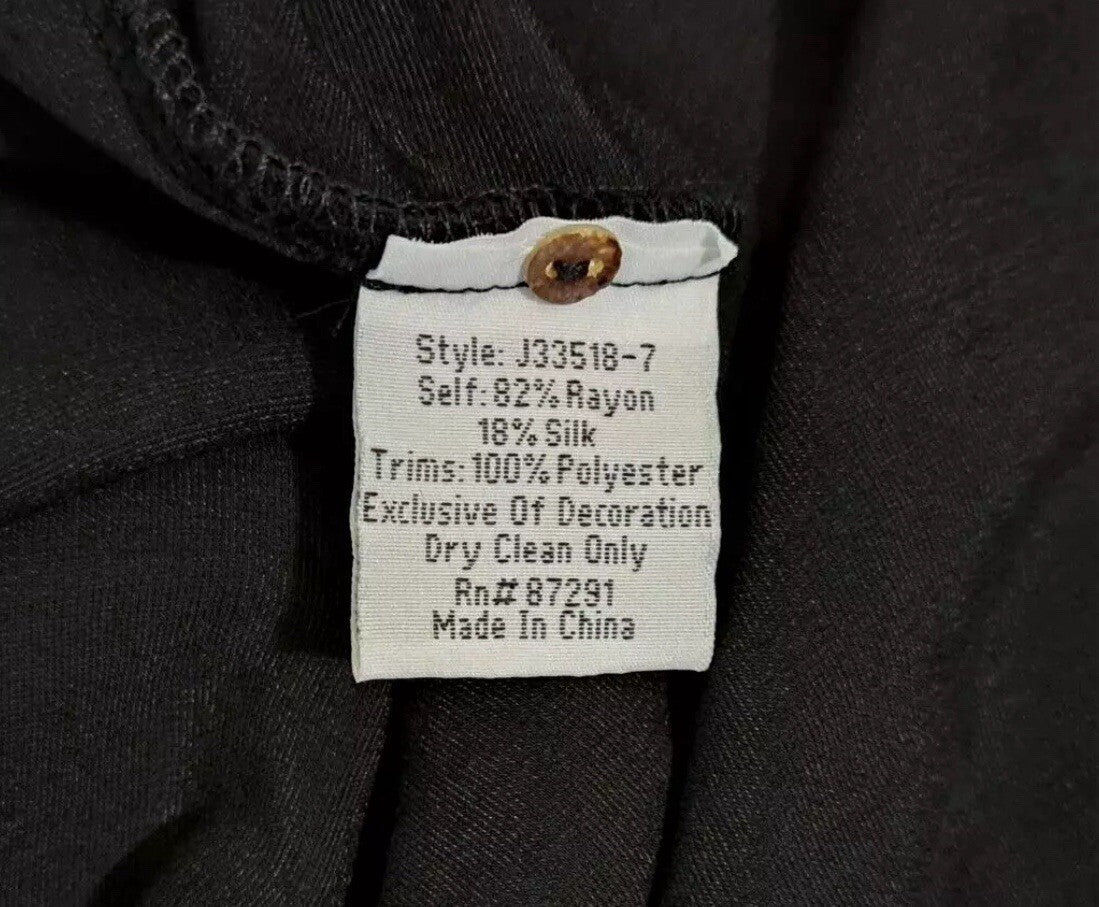 Style: J33518-7
Self: 82% Rayon
18% Silk
Trims: 100% Polyester
Exclusive Of Decoration
Dry Clean Only
Rn# 87291
Made In China